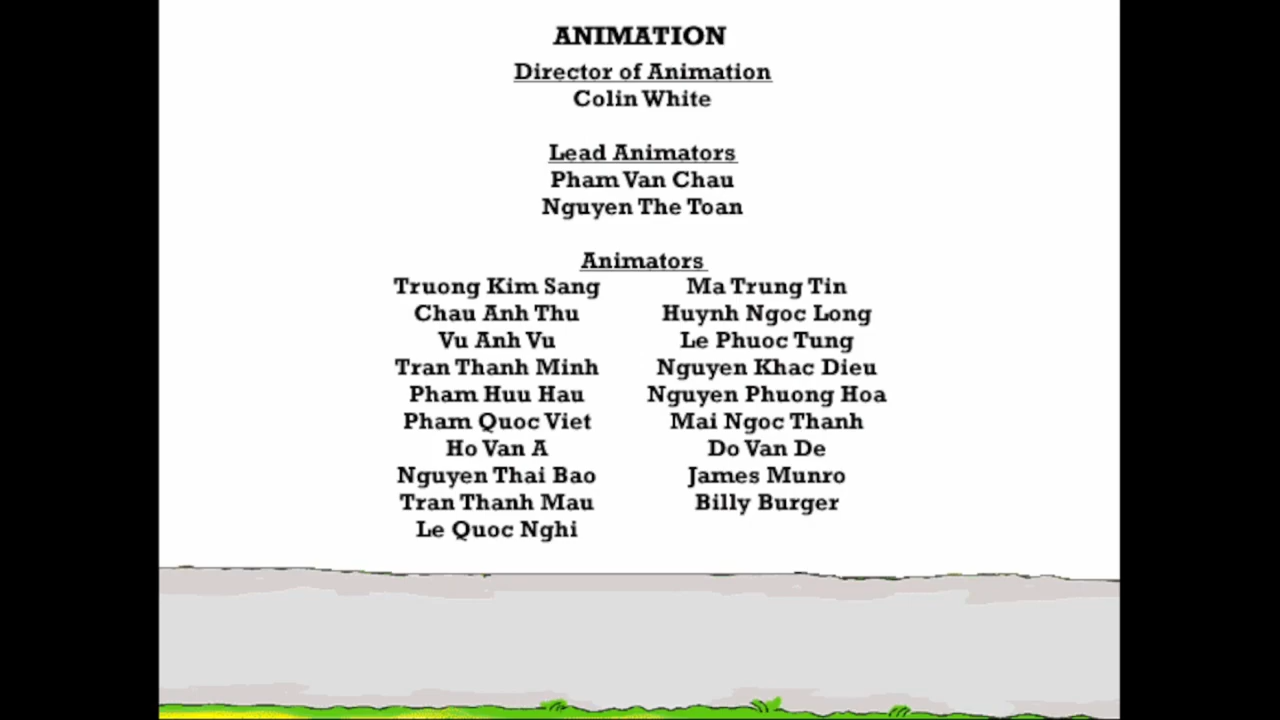 ANIMATION
Director of Animation
Colin White
Lead Animators
Pham Van Chau
Nguyen The Toan
Animators
Truong Kim Sang
Chau Anh Thu
Vu Anh Vu
Tran Thanh Minh
Pham Huu Hau
Pham Quoc Viet
Ho Van A
Nguyen Thai Bao
Tran Thanh Mau
Le Quoc Nghi
Ma Trung Tin
Huynh Ngoc Long
Le Phuoc Tung
Nguyen Khac Dieu
Nguyen Phuong Hoa
Mai Ngoc Thanh
Do Van De
James Munro
Billy Burger